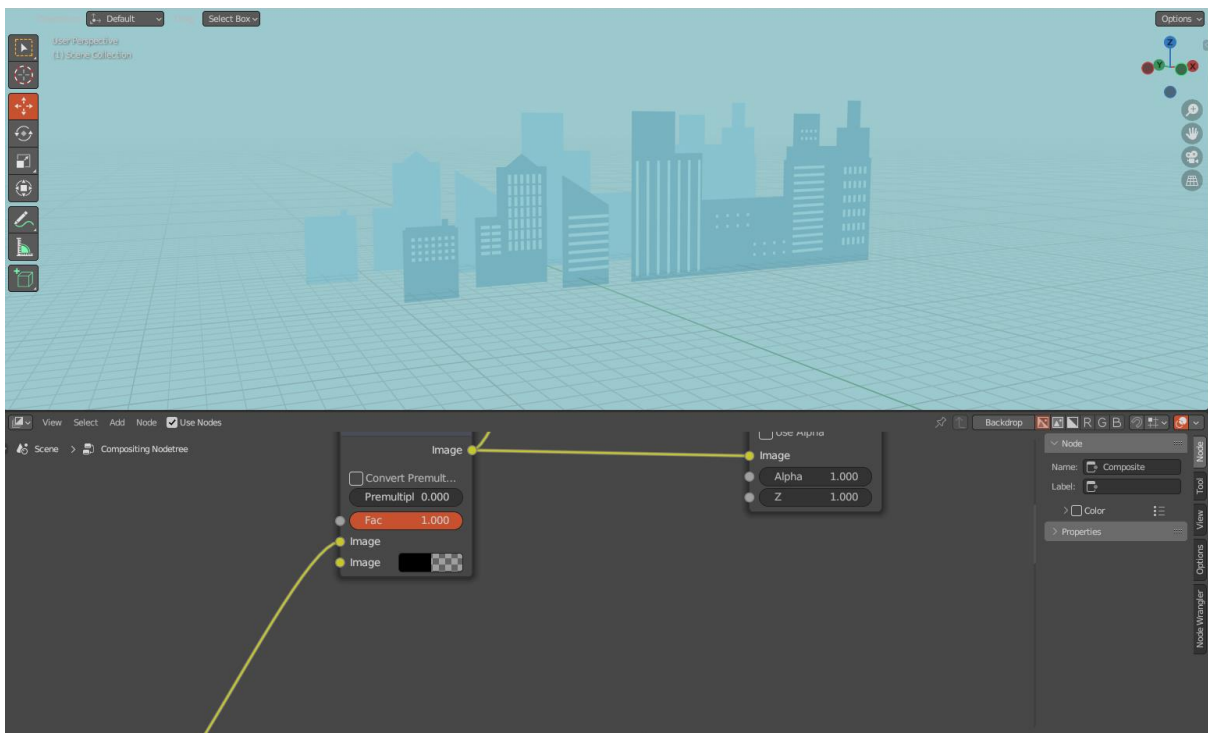 Default
Select Box
Options
User Perspective
(1) Scene Collection
Z
Y
X
View Select Add Node Use Nodes
Backdrop
R G B
Scene > Compositing Nodetree
Image
Convert Premult...
Premultipl 0.000
Fac 1.000
Image
Image
Use Alpha
Image
Alpha 1.000
Z 1.000
Node
Name: Composite
Label:
Color
Properties
Node
Tool
View
Options
Node Wrangler